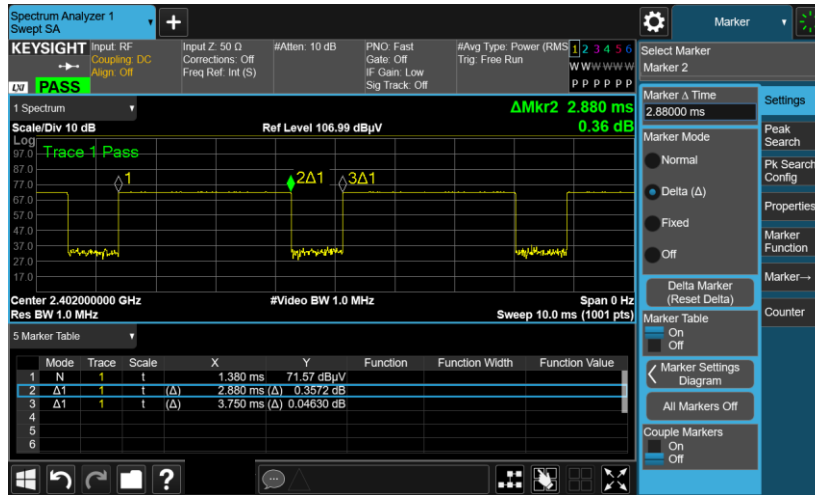 Spectrum Analyzer 1
Swept SA
Marker
KEYSIGHT
Input: RF
Coupling: DC
Align: Off
Input Z: 50 Ω
Corrections: Off
Freq Ref: Int (S)
#Atten: 10 dB
PNO: Fast
Gate: Off
IF Gain: Low
Sig Track: Off
#Avg Type: Power (RMS
Trig: Free Run
1 2 3 4 5 6
W W W W W W
P P P P P P
LXI PASS
Select Marker
Marker 2
1 Spectrum
ΔMkr2 2.880 ms
0.36 dB
Scale/Div 10 dB
Ref Level 106.99 dBµV
Log
Trace 1 Pass
97.0
87.0
77.0
67.0
57.0
47.0
37.0
27.0
17.0
1
2Δ1
3Δ1
Center 2.402000000 GHz
#Video BW 1.0 MHz
Span 0 Hz
Res BW 1.0 MHz
Sweep 10.0 ms (1001 pts)
5 Marker Table
Mode Trace Scale X Y Function Function Width Function Value
1 N 1 t 1.380 ms 71.57 dBµV
2 Δ1 1 t (Δ) 2.880 ms (Δ) 0.3572 dB
3 Δ1 1 t (Δ) 3.750 ms (Δ) 0.04630 dB
4
5
6
Marker Δ Time
2.88000 ms
Marker Mode
Normal
Delta (Δ)
Fixed
Off
Delta Marker
(Reset Delta)
Marker Table
On
Off
Marker Settings
Diagram
All Markers Off
Couple Markers
On
Off
Settings
Peak
Search
Pk Search
Config
Properties
Marker
Function
Marker→
Counter
?